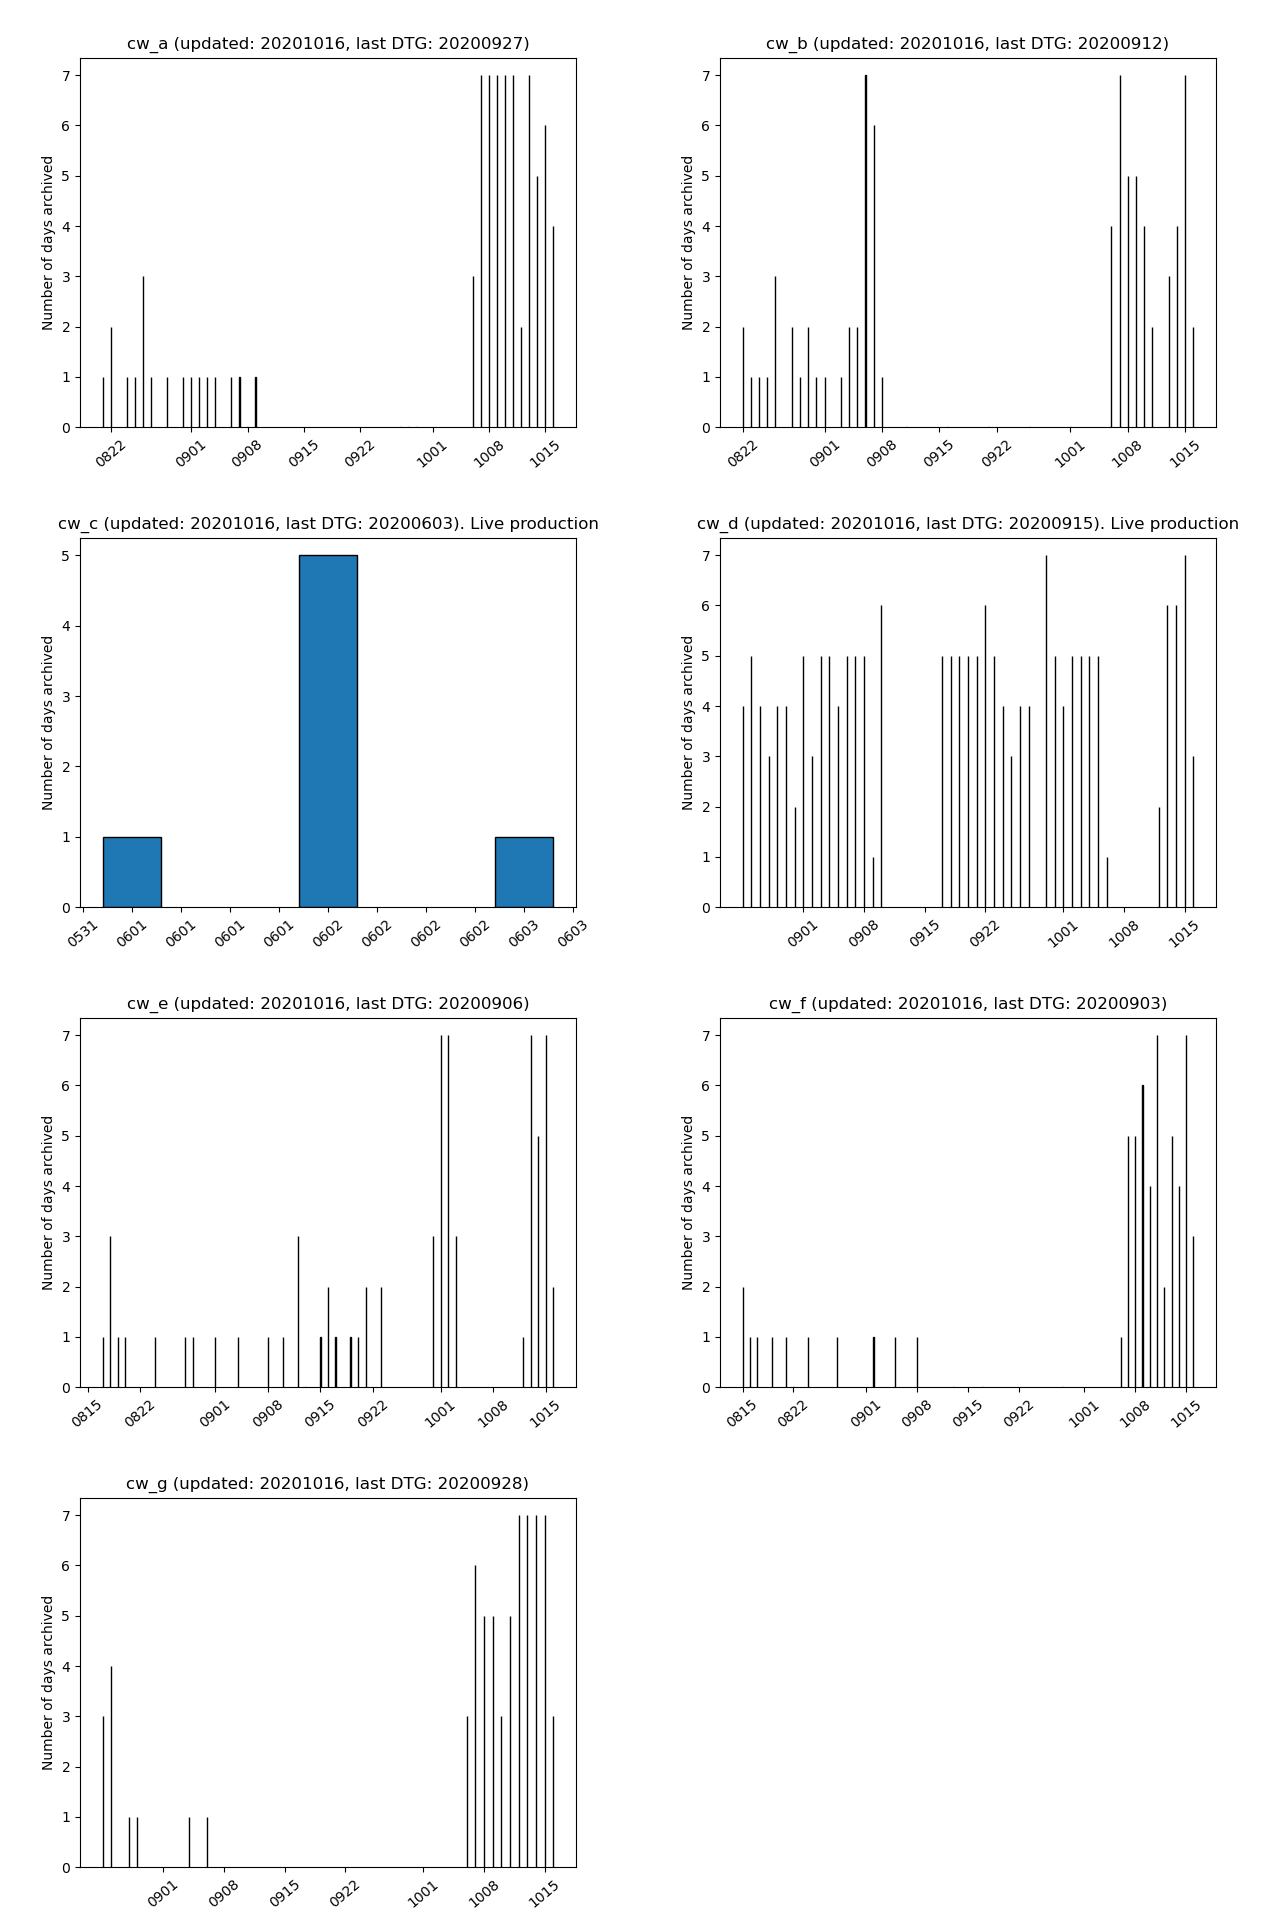 cw_a (updated: 20201016, last DTG: 20200927)
Number of days archived
7
6
5
4
3
2
1
0
0822 0901 0908 0915 0922 1001 1008 1015
cw_b (updated: 20201016, last DTG: 20200912)
Number of days archived
7
6
5
4
3
2
1
0
0822 0901 0908 0915 0922 1001 1008 1015
cw_c (updated: 20201016, last DTG: 20200603). Live production
Number of days archived
5
4
3
2
1
0
0531 0601 0601 0601 0601 0602 0602 0602 0602 0603 0603
cw_d (updated: 20201016, last DTG: 20200915). Live production
Number of days archived
7
6
5
4
3
2
1
0
0901 0908 0915 0922 1001 1008 1015
cw_e (updated: 20201016, last DTG: 20200906)
Number of days archived
7
6
5
4
3
2
1
0
0815 0822 0901 0908 0915 0922 1001 1008 1015
cw_f (updated: 20201016, last DTG: 20200903)
Number of days archived
7
6
5
4
3
2
1
0
0815 0822 0901 0908 0915 0922 1001 1008 1015
cw_g (updated: 20201016, last DTG: 20200928)
Number of days archived
7
6
5
4
3
2
1
0
0901 0908 0915 0922 1001 1008 1015